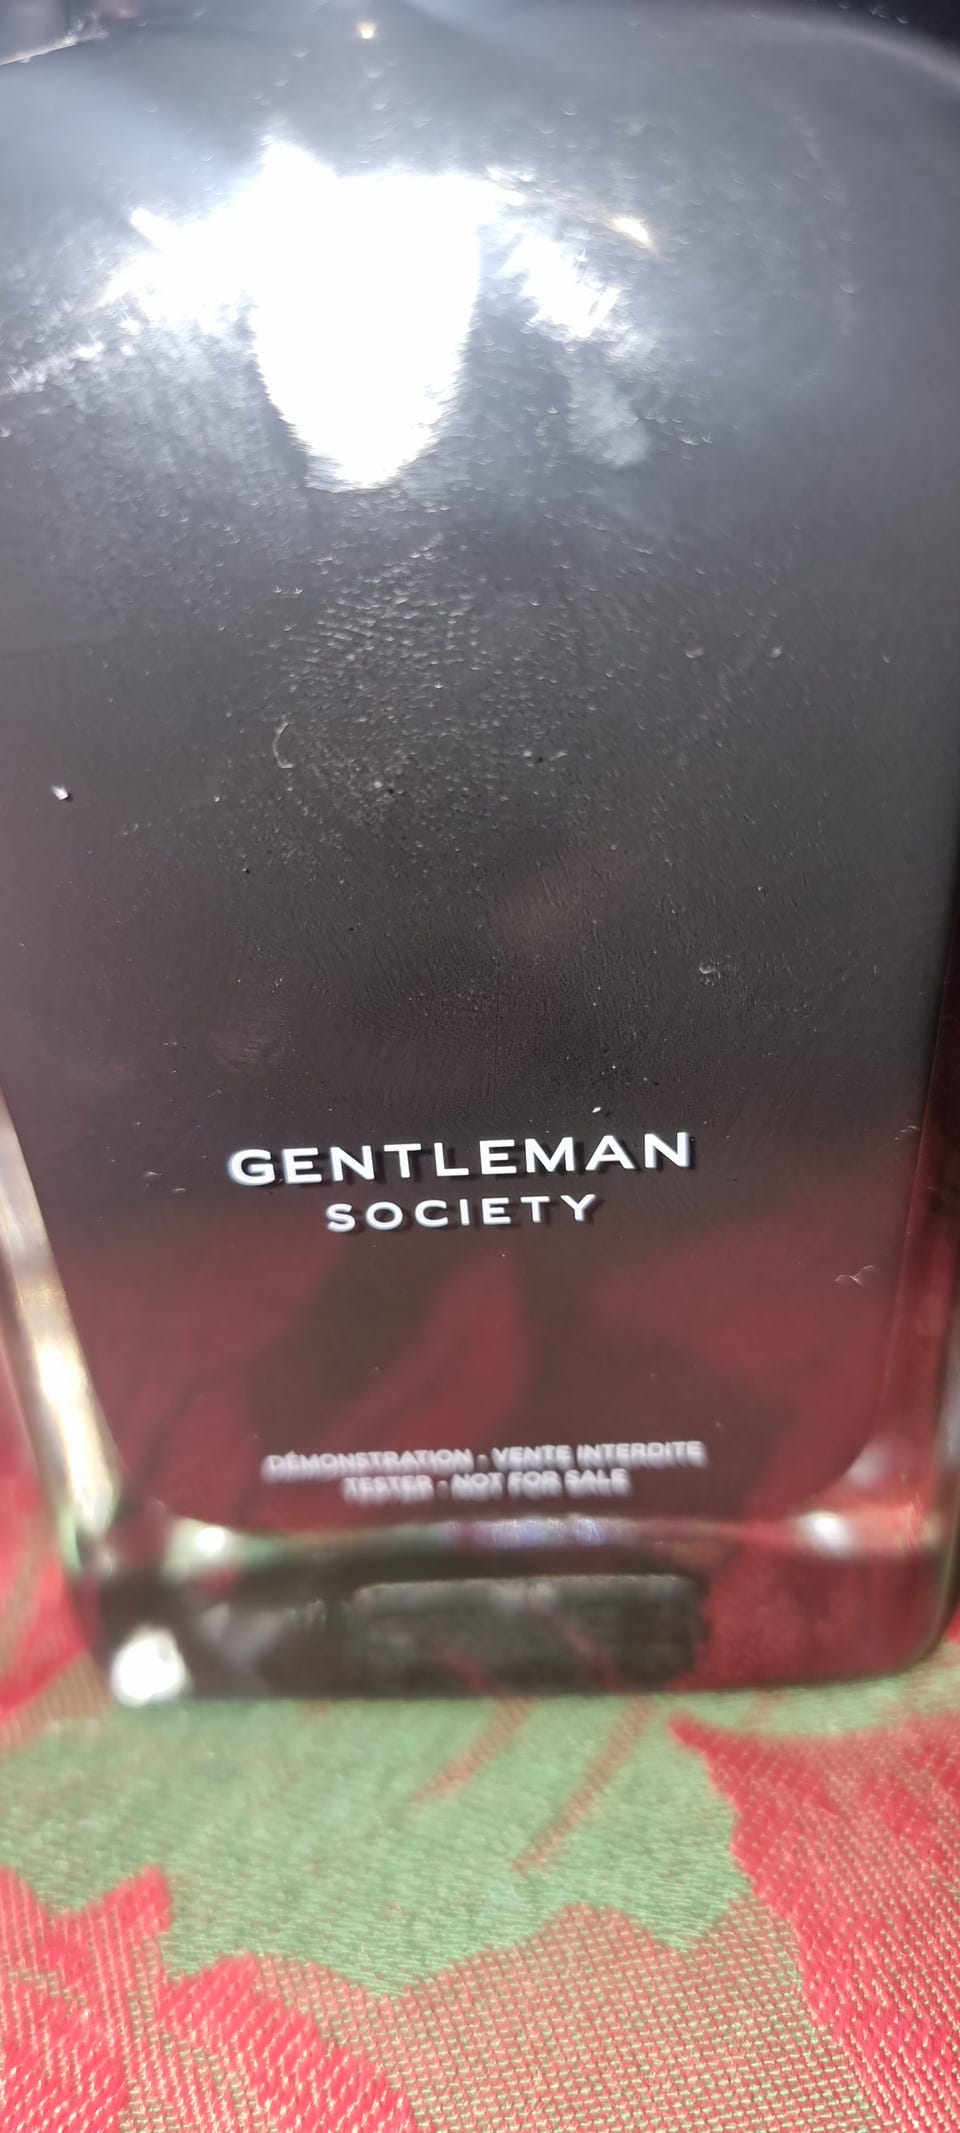 GENTLEMAN
SOCIETY
DÉMONSTRATION - VENTE INTERDITE
TESTER - NOT FOR SALE